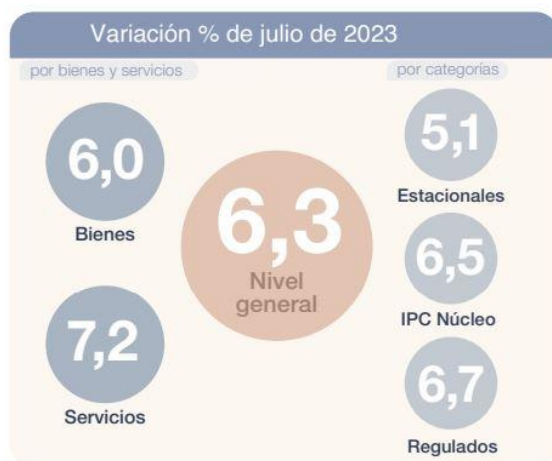 Variación % de julio de 2023
por bienes y servicios
por categorías
6,0
Bienes
7,2
Servicios
6,3
Nivel
general
5,1
Estacionales
6,5
IPC Núcleo
6,7
Regulados